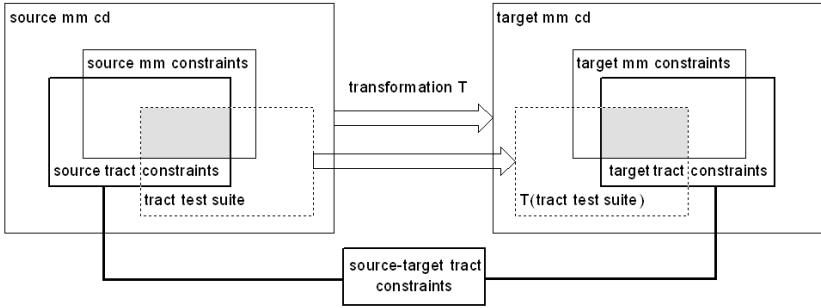 source mm cd
source mm constraints
source tract constraints
tract test suite
transformation T
target mm cd
target mm constraints
target tract constraints
T(tract test suite)
source-target tract
constraints